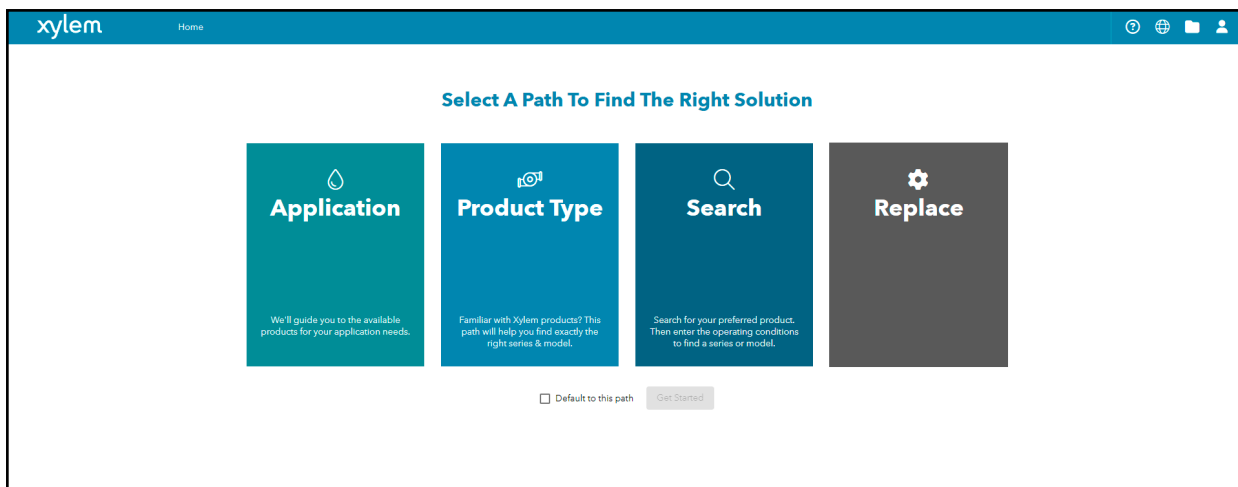 xylem
Home
Select A Path To Find The Right Solution
Application
We'll guide you to the available
products for your application needs.
Product Type
Familiar with Xylem products? This
path will help you find exactly the
right series & model.
Search
Search for your preferred product.
Then enter the operating conditions
to find a series or model.
Replace
Default to this path
Get Started